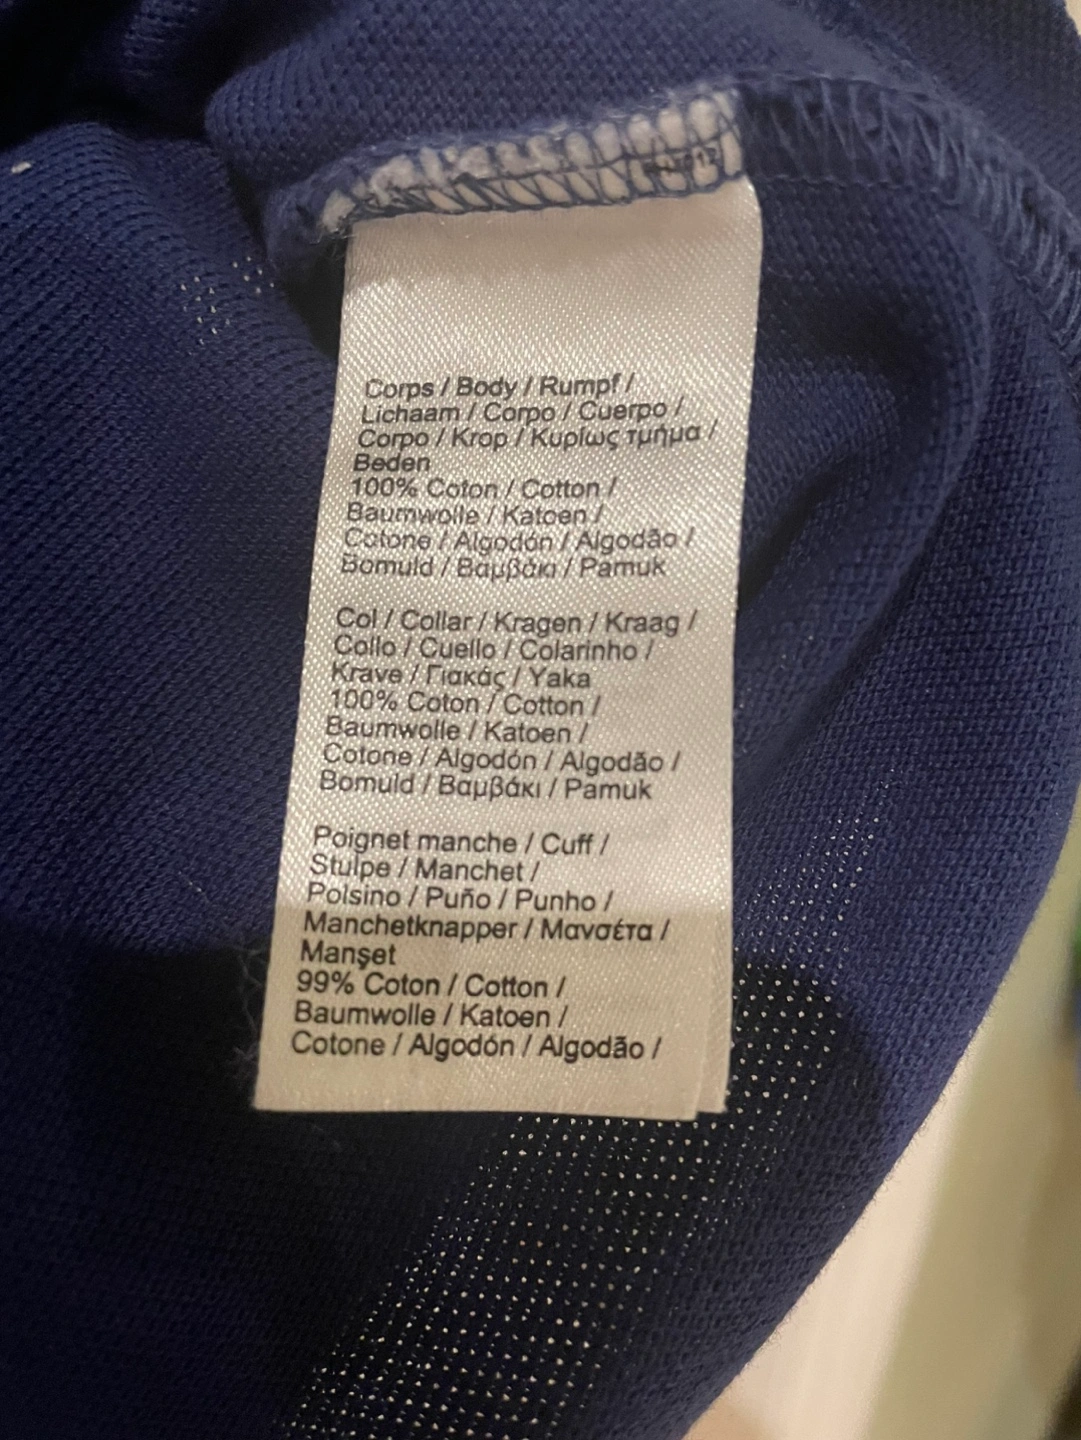 Corps / Body / Rumpf /
Lichaam / Corpo / Cuerpo /
Corpo / Krop / Κυρίως τμήμα /
Beden
100% Coton / Cotton /
Baumwolle / Katoen /
Cotone / Algodón / Algodão /
Bomuld / Βαμβάκι / Pamuk
Col / Collar / Kragen / Kraag /
Collo / Cuello / Colarinho /
Krave / Γιακάς / Yaka
100% Coton / Cotton /
Baumwolle / Katoen /
Cotone / Algodón / Algodão /
Bomuld / Βαμβάκι / Pamuk
Poignet manche / Cuff /
Stulpe / Manchet /
Polsino / Puño / Punho /
Manchetknapper / Μανσέτα /
Manşet
99% Coton / Cotton /
Baumwolle / Katoen /
Cotone / Algodón / Algodão /